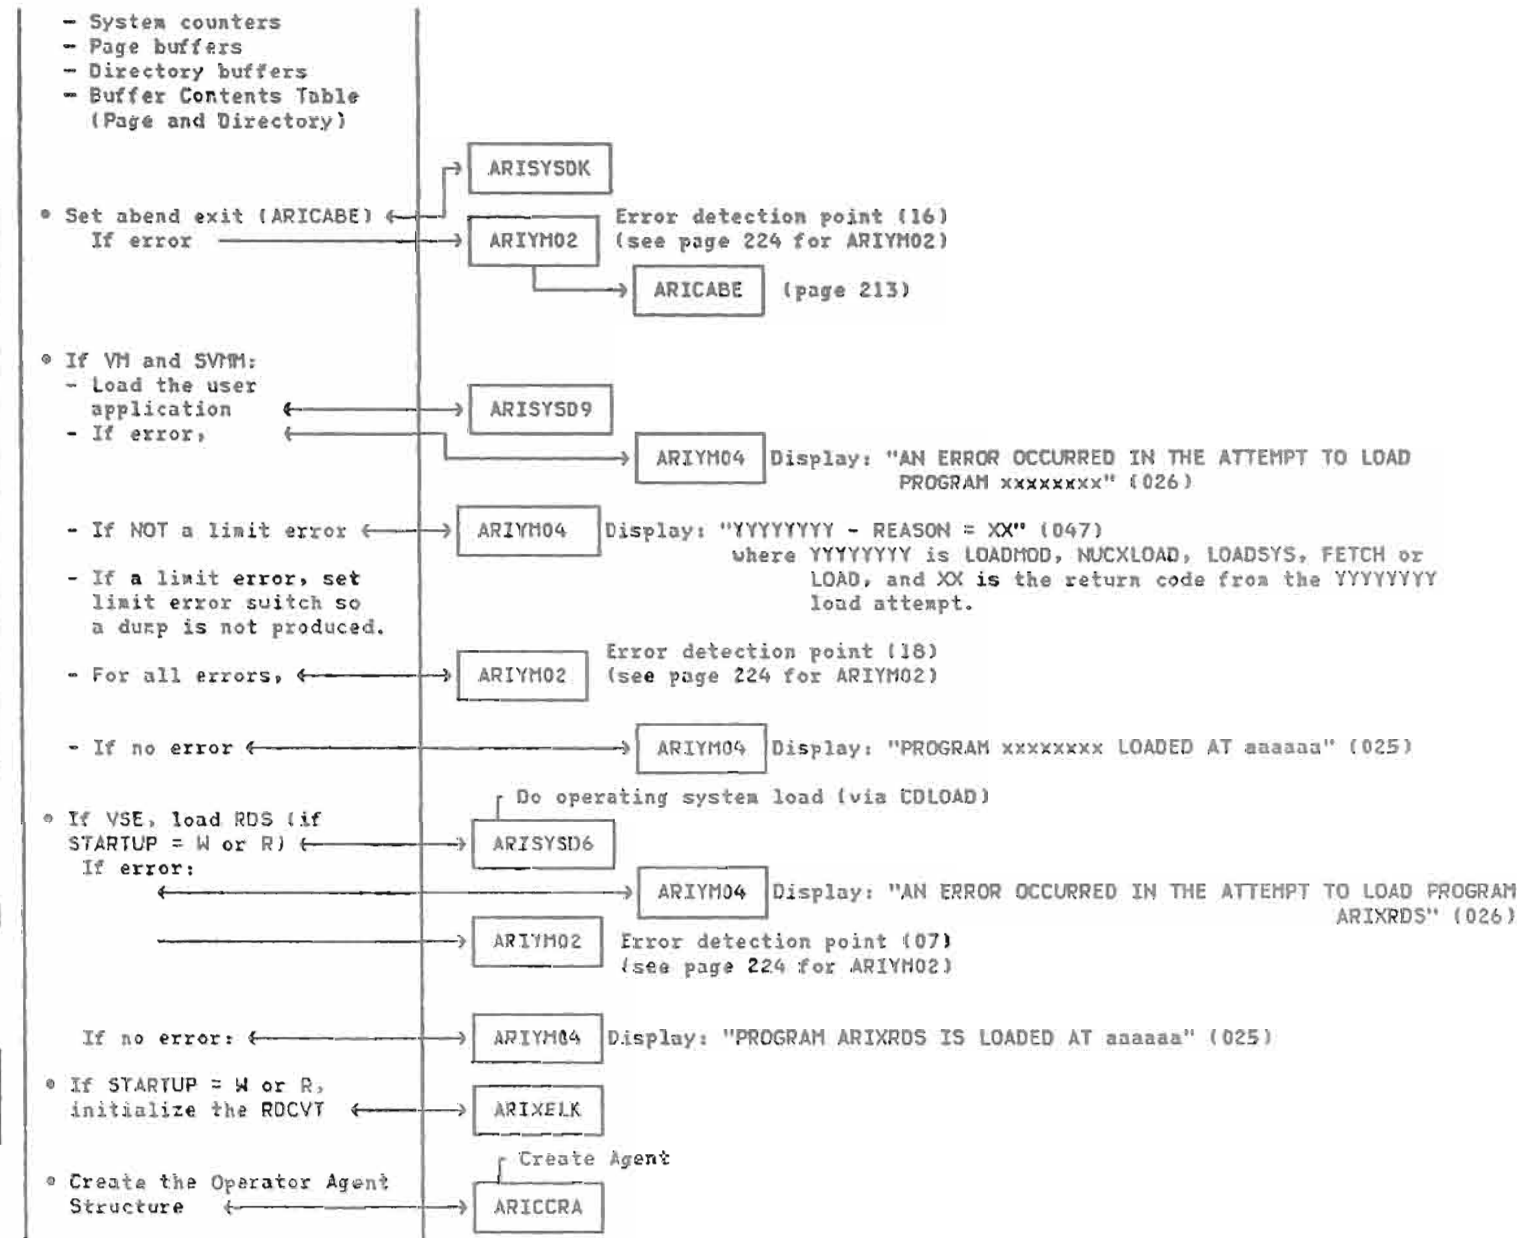 - System counters
- Page buffers
- Directory buffers
- Buffer Contents Table
(Page and Directory)
ARISYSDK
• Set abend exit (ARICABE)
If error
ARIYM02
Error detection point (16)
(see page 224 for ARIYM02)
ARICABE
(page 213)
• If VM and SVMM:
- Load the user
application
ARISYSD9
- If error,
ARIYM04 Display: "AN ERROR OCCURRED IN THE ATTEMPT TO LOAD
PROGRAM xxxxxxxx" (026)
- If NOT a limit error
ARIYM04 Display: "YYYYYYYY - REASON = XX" (047)
where YYYYYYYY is LOADMOD, NUCXLOAD, LOADSYS, FETCH or
LOAD, and XX is the return code from the YYYYYYYY
load attempt.
- If a limit error, set
limit error switch so
a dump is not produced.
- For all errors,
ARIYM02
Error detection point (18)
(see page 224 for ARIYM02)
- If no error
ARIYM04 Display: "PROGRAM xxxxxxxx LOADED AT aaaaaa" (025)
Do operating system load (via CDLOAD)
• If VSE, load RDS (if
STARTUP = W or R)
ARISYSD6
If error:
ARIYM04 Display: "AN ERROR OCCURRED IN THE ATTEMPT TO LOAD PROGRAM
ARIXRDS" (026)
ARIYM02
Error detection point (07)
(see page 224 for ARIYM02)
If no error:
ARIYM04 Display: "PROGRAM ARIXRDS IS LOADED AT aaaaaa" (025)
• If STARTUP = W or R,
initialize the RDCVT
ARIXELK
Create Agent
• Create the Operator Agent
Structure
ARICCRA